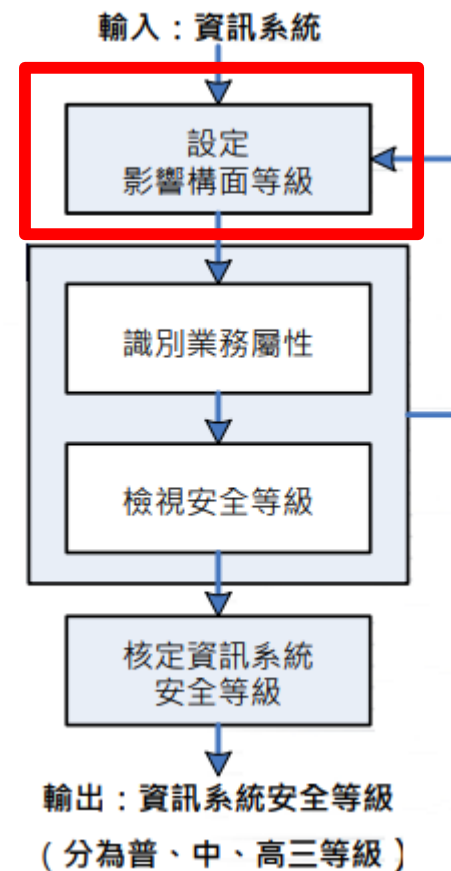 輸入：資訊系統
設定
影響構面等級
識別業務屬性
檢視安全等級
核定資訊系統
安全等級
輸出：資訊系統安全等級
（分為普、中、高三等級）